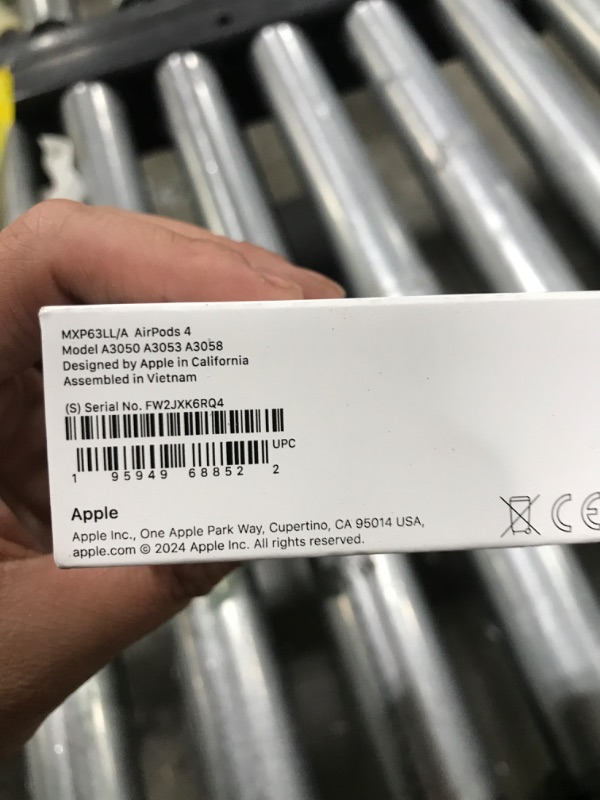 MXP63LL/A AirPods 4
Model A3050 A3053 A3058
Designed by Apple in California
Assembled in Vietnam
(S) Serial No. FW2JXK6RQ4
UPC
1 95949 68852 2
Apple
Apple Inc., One Apple Park Way, Cupertino, CA 95014 USA,
apple.com © 2024 Apple Inc. All rights reserved.
CE